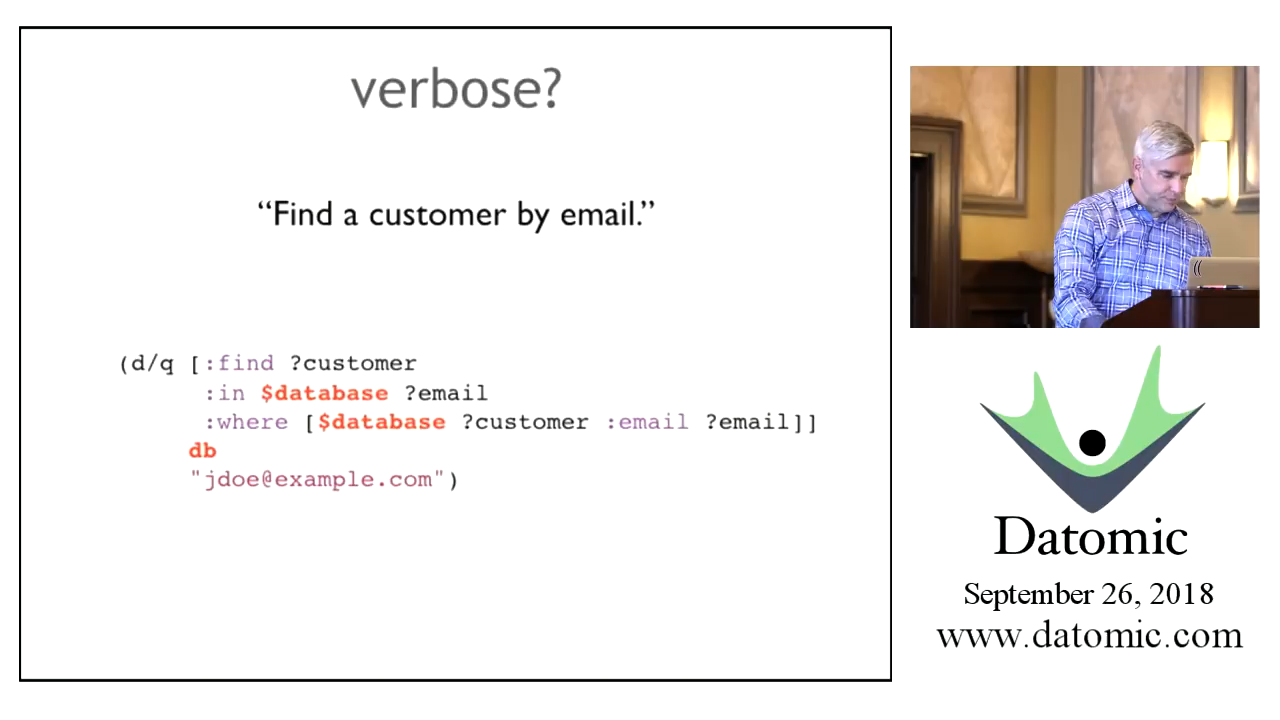 verbose?
“Find a customer by email.”
(d/q [:find ?customer
:in $database ?email
:where [$database ?customer :email ?email]]
db
"jdoe@example.com")
Datomic
September 26, 2018
www.datomic.com